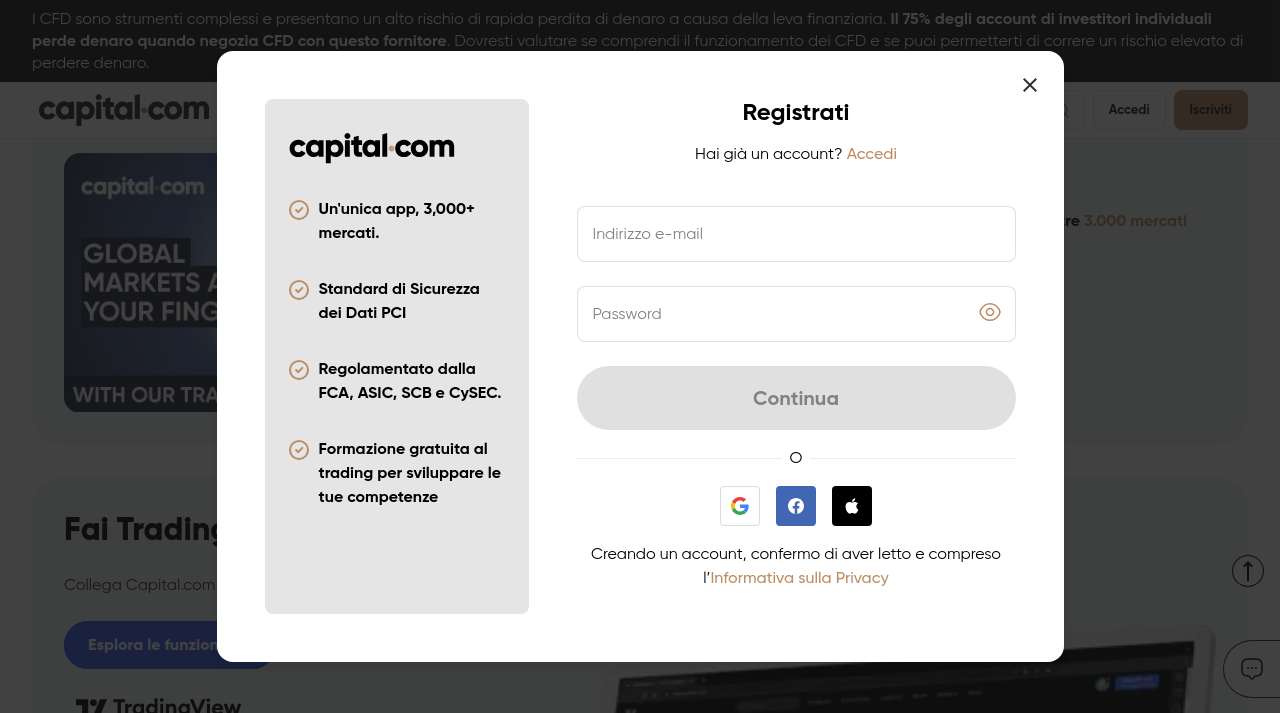 I CFD sono strumenti complessi e presentano un alto rischio di rapida perdita di denaro a causa della leva finanziaria. Il 75% degli account di investitori individuali
perde denaro quando negozia CFD con questo fornitore. Dovresti valutare se comprendi il funzionamento dei CFD e se puoi permetterti di correre un rischio elevato di
perdere denaro.
capital.com
Accedi
Iscriviti
capital.com
GLOBAL
MARKETS A
YOUR FING
WITH OUR TRA
3.000 mercati
Fai Trading
Collega Capital.com
Esplora le funzion
TradingView
capital.com
Un'unica app, 3,000+
mercati.
Standard di Sicurezza
dei Dati PCI
Regolamentato dalla
FCA, ASIC, SCB e CySEC.
Formazione gratuita al
trading per sviluppare le
tue competenze
Registrati
Hai già un account? Accedi
Indirizzo e-mail
Password
Continua
O
Creando un account, confermo di aver letto e compreso
l’Informativa sulla Privacy